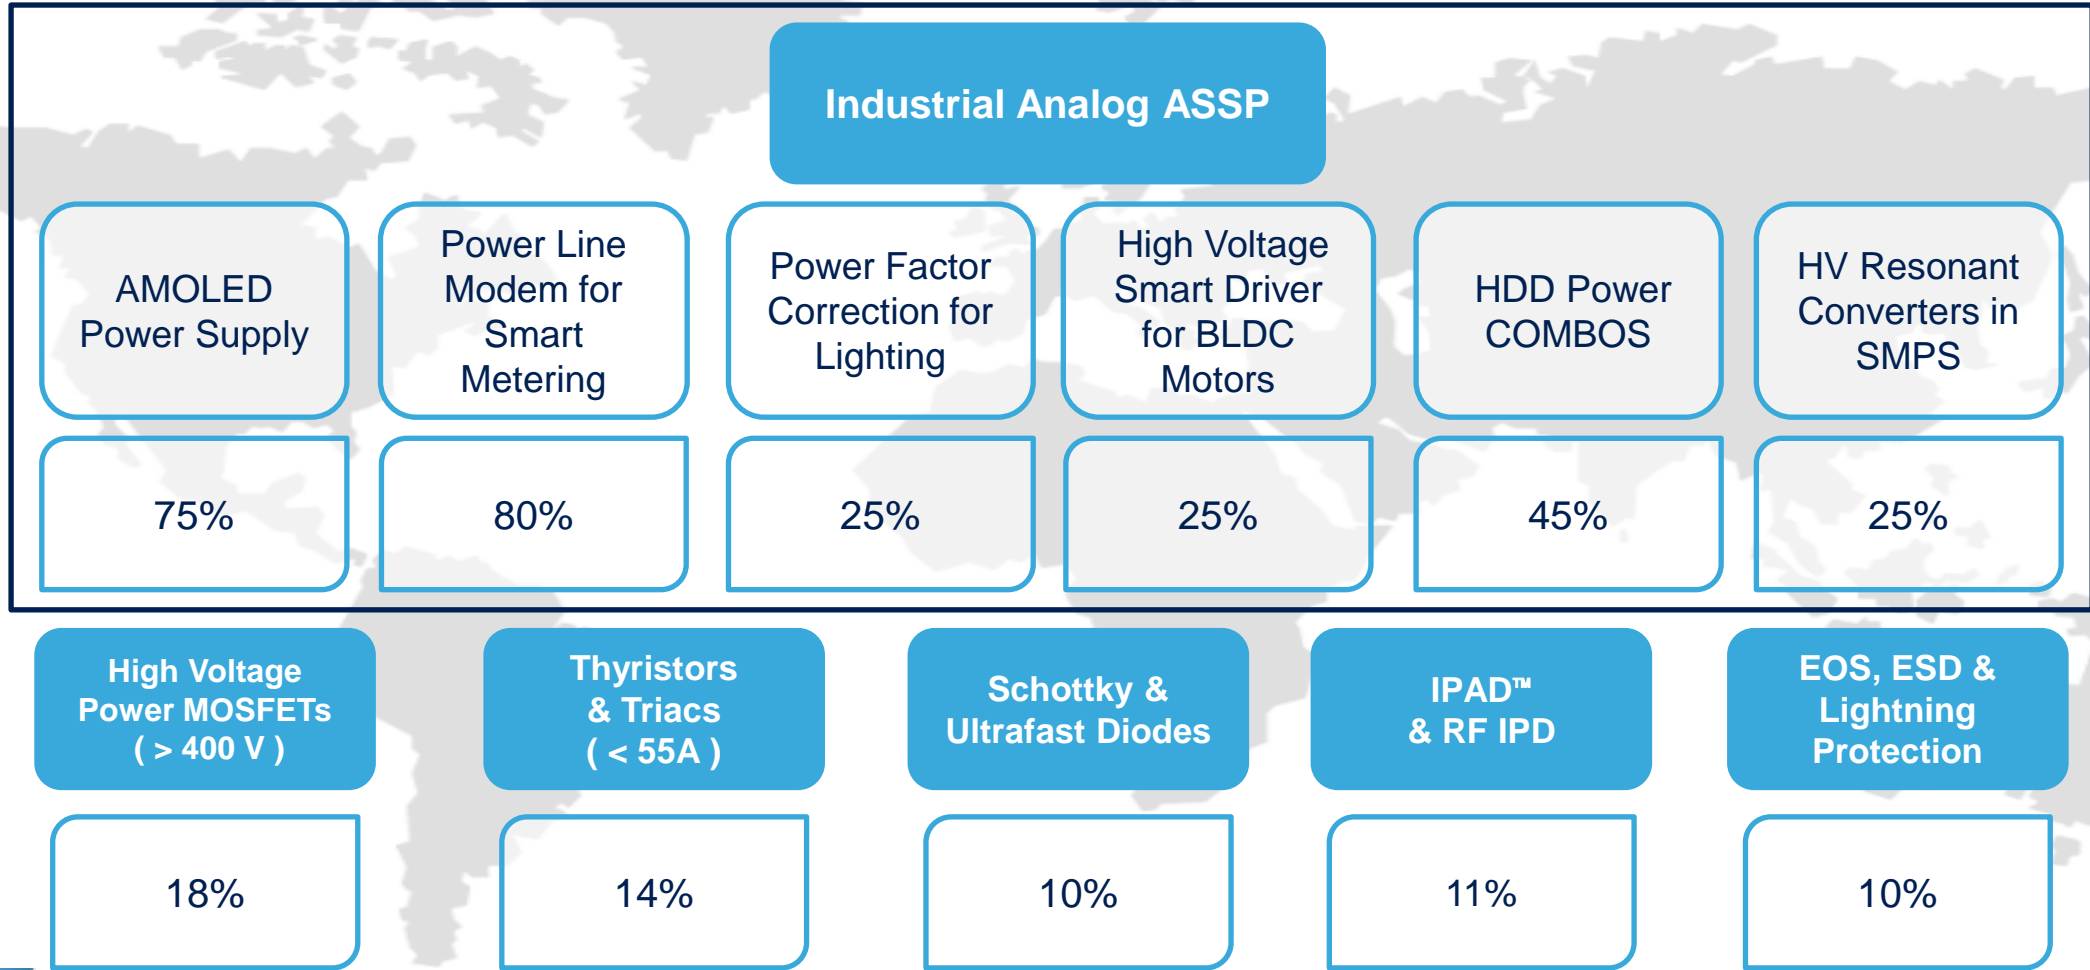 Industrial Analog ASSP
AMOLED
Power Supply
Power Line
Modem for
Smart
Metering
Power Factor
Correction for
Lighting
High Voltage
Smart Driver
for BLDC
Motors
HDD Power
COMBOS
HV Resonant
Converters in
SMPS
75%
80%
25%
25%
45%
25%
High Voltage
Power MOSFETs
( > 400 V )
Thyristors
& Triacs
( < 55A )
Schottky &
Ultrafast Diodes
IPAD™
& RF IPD
EOS, ESD &
Lightning
Protection
18%
14%
10%
11%
10%